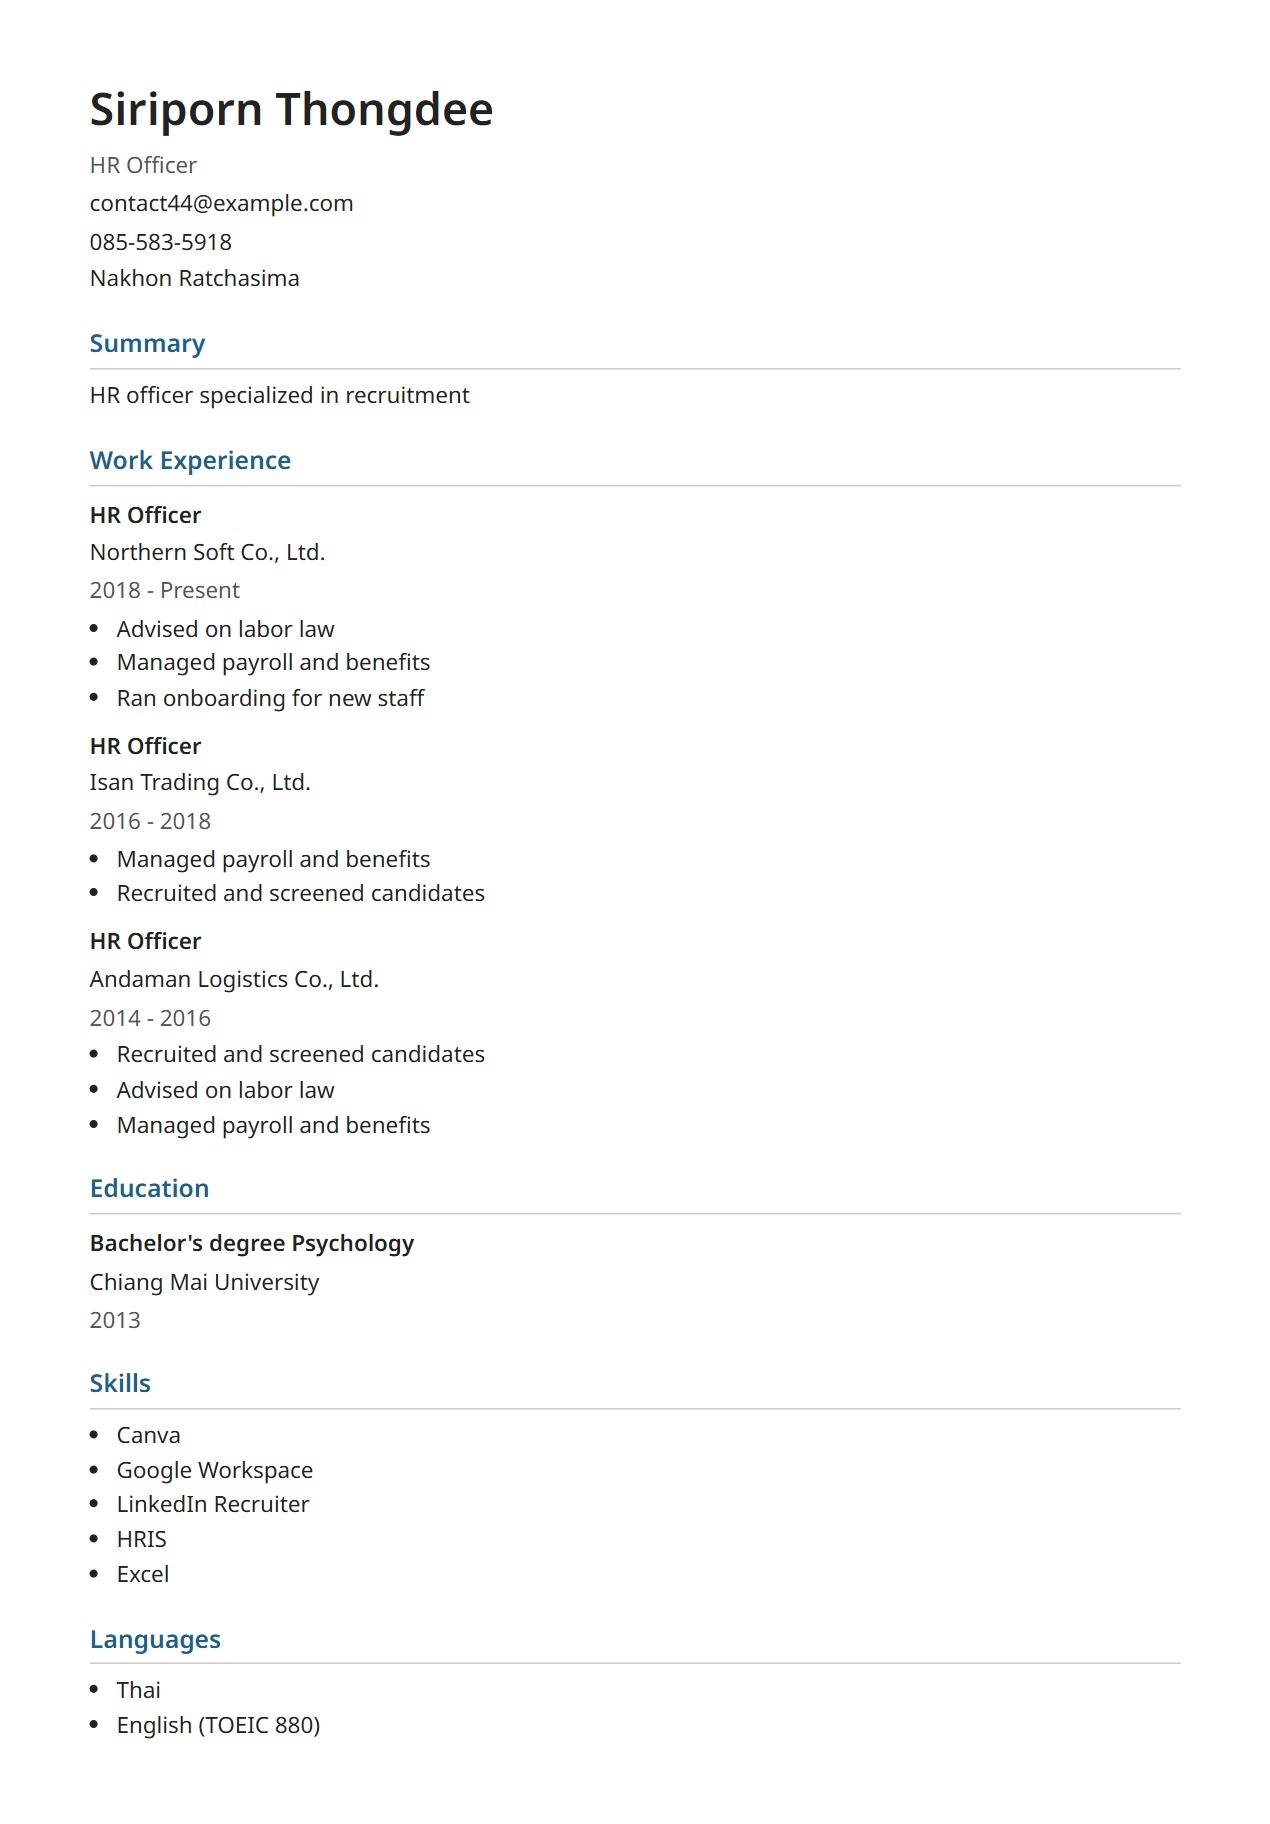 Siriporn Thongdee
HR Officer
contact44@example.com
085-583-5918
Nakhon Ratchasima
Summary
HR officer specialized in recruitment
Work Experience
HR Officer
Northern Soft Co., Ltd.
2018 - Present
• Advised on labor law
• Managed payroll and benefits
• Ran onboarding for new staff
HR Officer
Isan Trading Co., Ltd.
2016 - 2018
• Managed payroll and benefits
• Recruited and screened candidates
HR Officer
Andaman Logistics Co., Ltd.
2014 - 2016
• Recruited and screened candidates
• Advised on labor law
• Managed payroll and benefits
Education
Bachelor's degree Psychology
Chiang Mai University
2013
Skills
• Canva
• Google Workspace
• LinkedIn Recruiter
• HRIS
• Excel
Languages
• Thai
• English (TOEIC 880)